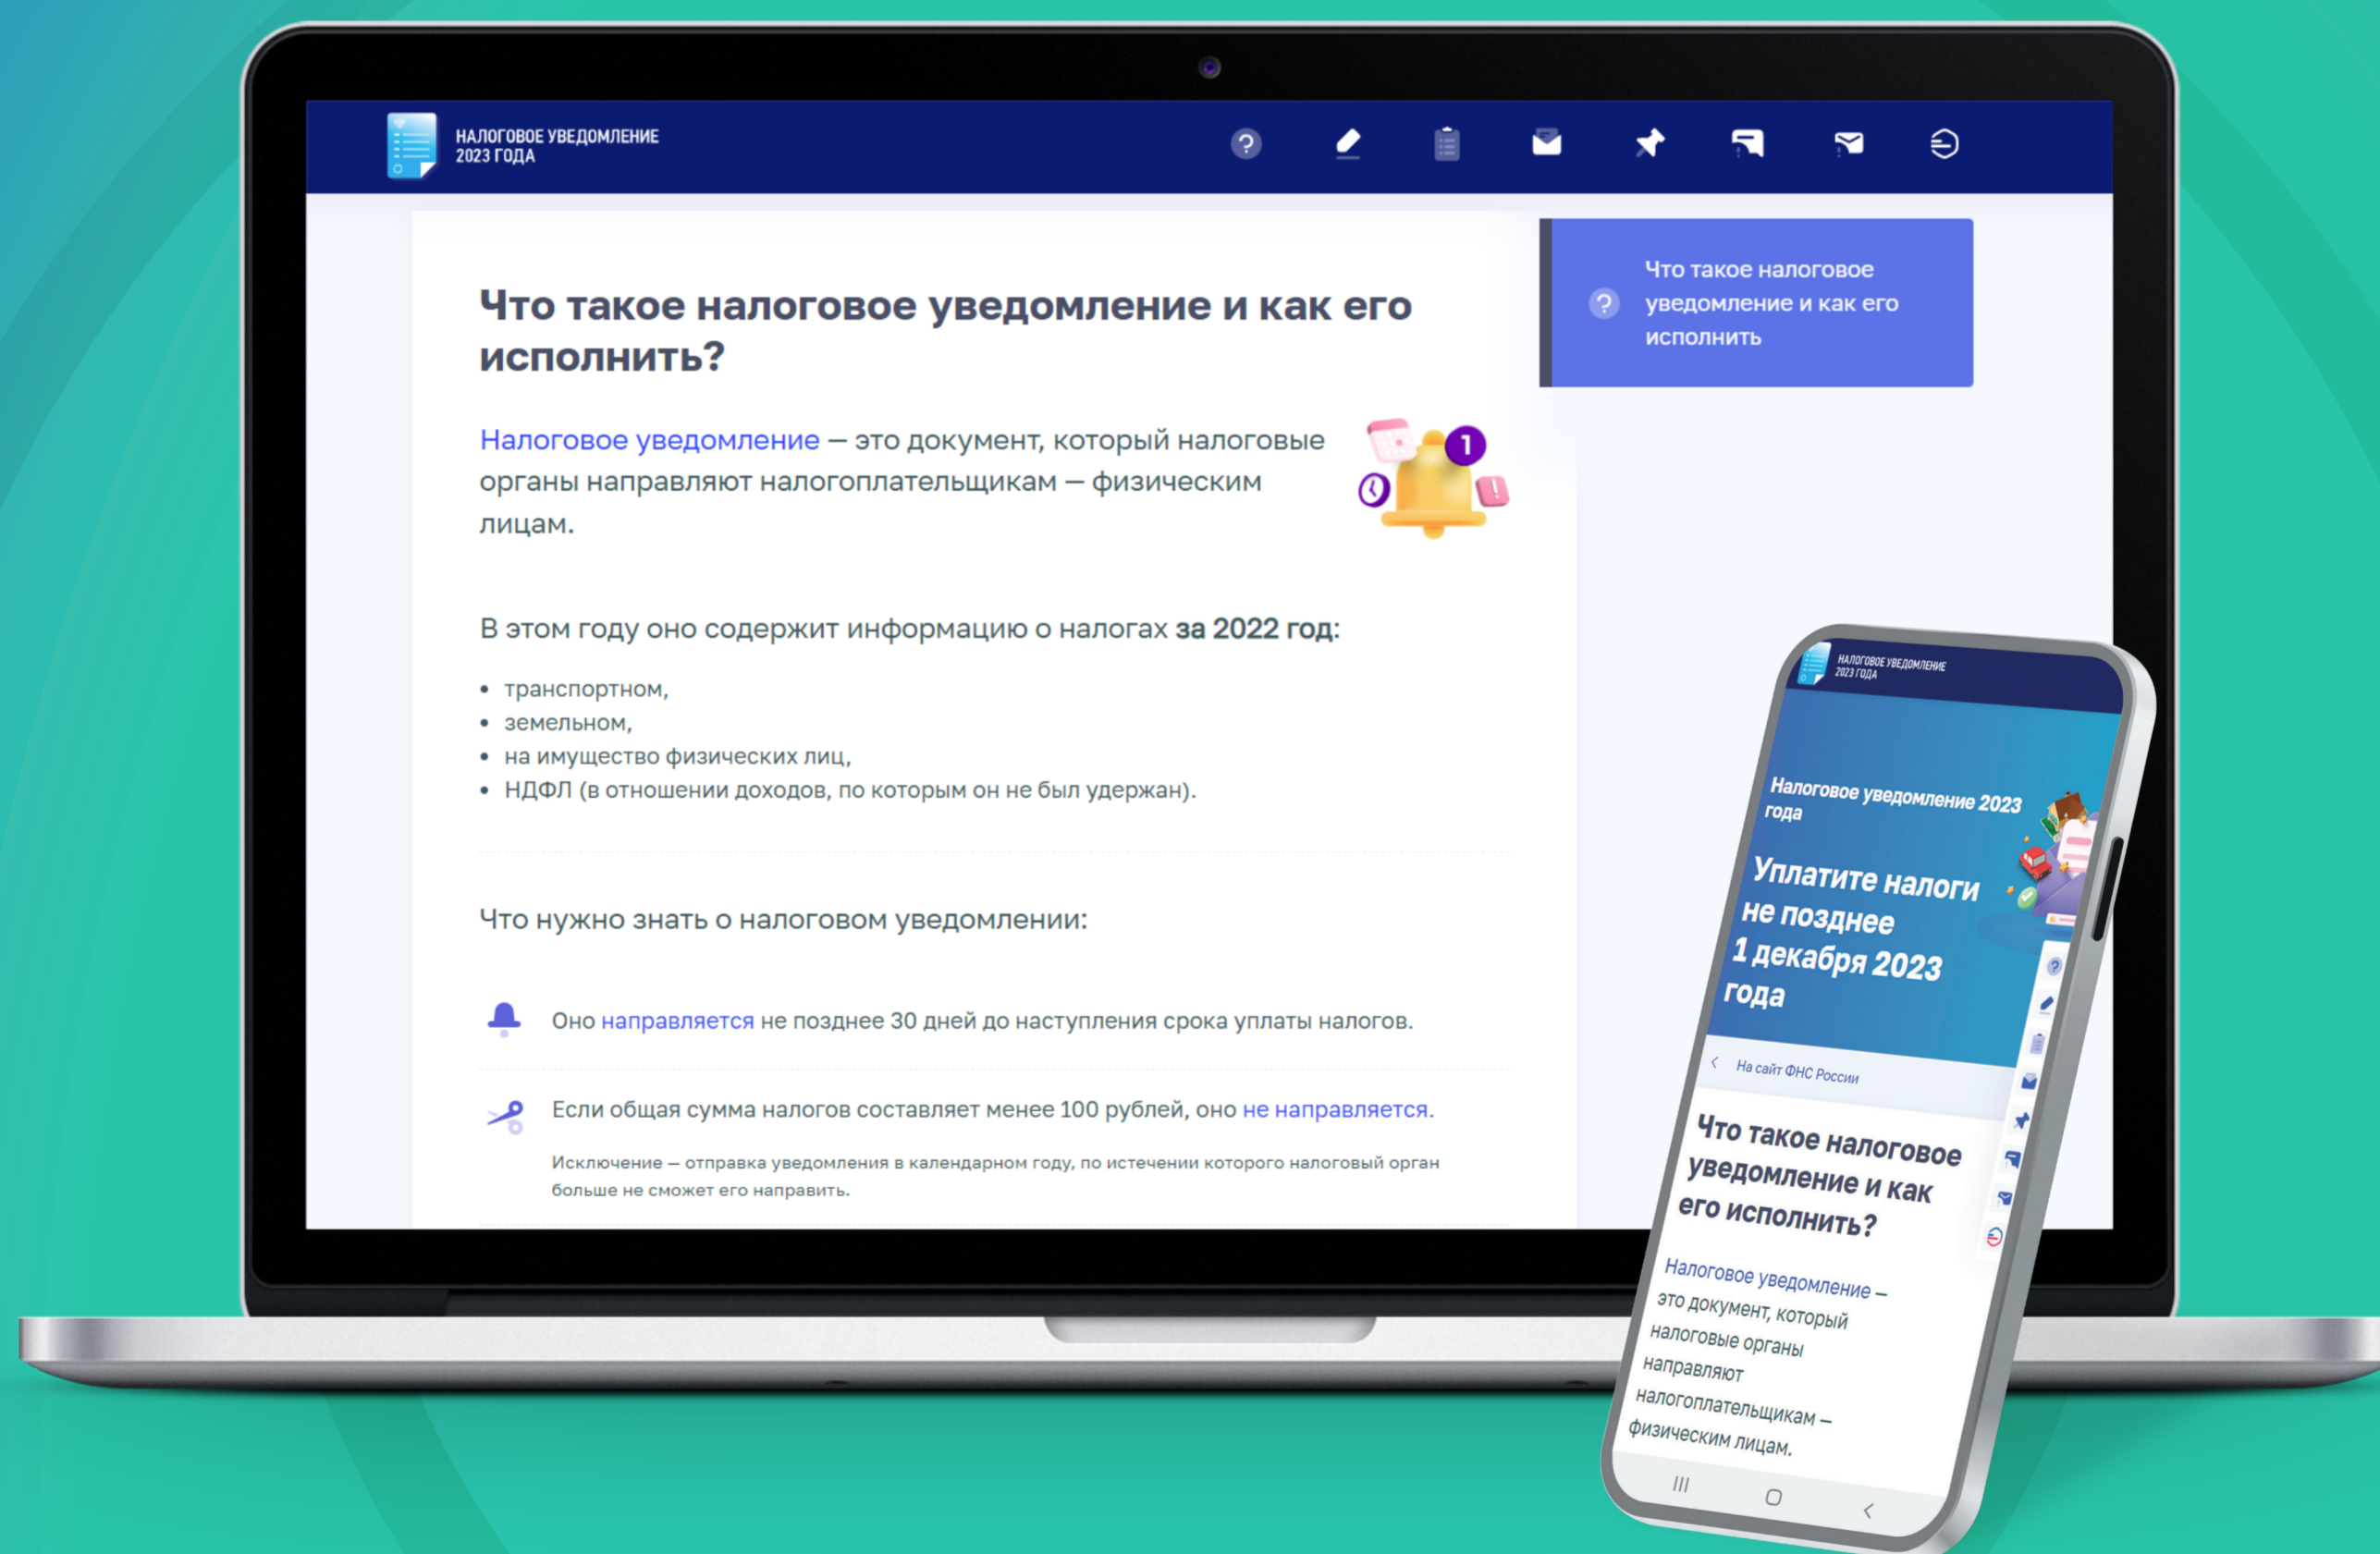 НАЛОГОВОЕ УВЕДОМЛЕНИЕ
2023 ГОДА
Что такое налоговое уведомление и как его
исполнить?
Налоговое уведомление — это документ, который налоговые
органы направляют налогоплательщикам — физическим
лицам.
1
В этом году оно содержит информацию о налогах за 2022 год:
• транспортном,
• земельном,
• на имущество физических лиц,
• НДФЛ (в отношении доходов, по которым он не был удержан).
Что нужно знать о налоговом уведомлении:
Оно направляется не позднее 30 дней до наступления срока уплаты налогов.
Если общая сумма налогов составляет менее 100 рублей, оно не направляется.
Исключение — отправка уведомления в календарном году, по истечении которого налоговый орган
больше не сможет его направить.
Что такое налоговое
уведомление и как его
исполнить
НАЛОГОВОЕ УВЕДОМЛЕНИЕ
2023 ГОДА
Налоговое уведомление 2023
года
Уплатите налоги
не позднее
1 декабря 2023
года
На сайт ФНС России
Что такое налоговое
уведомление и как
его исполнить?
Налоговое уведомление —
это документ, который
налоговые органы
направляют
налогоплательщикам —
физическим лицам.